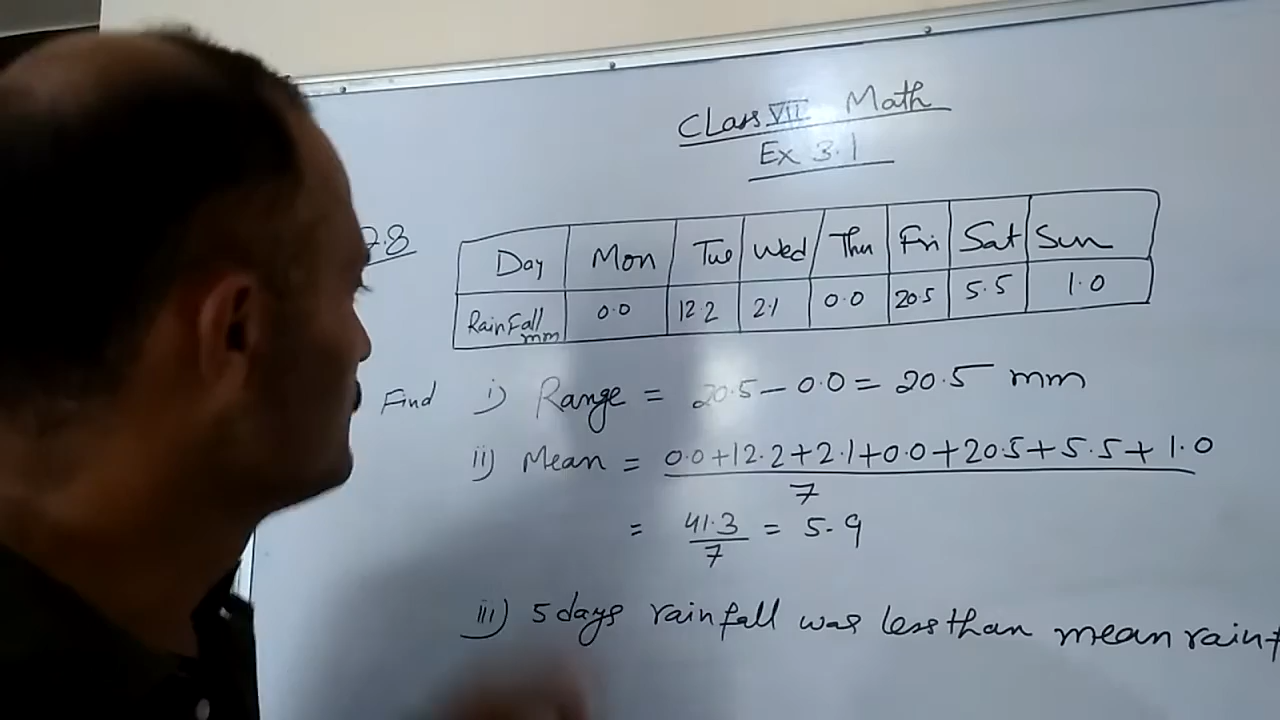 Class VII Math
Ex 3.1
.8
Day Mon Tue Wed Thu Fri Sat Sun
Rainfall mm 0.0 12.2 2.1 0.0 20.5 5.5 1.0
Find i) Range = 20.5 - 0.0 = 20.5 mm
ii) Mean = 0.0+12.2+2.1+0.0+20.5+5.5+1.0
7
= 41.3 = 5.9
7
iii) 5 days rainfall was less than mean rainf